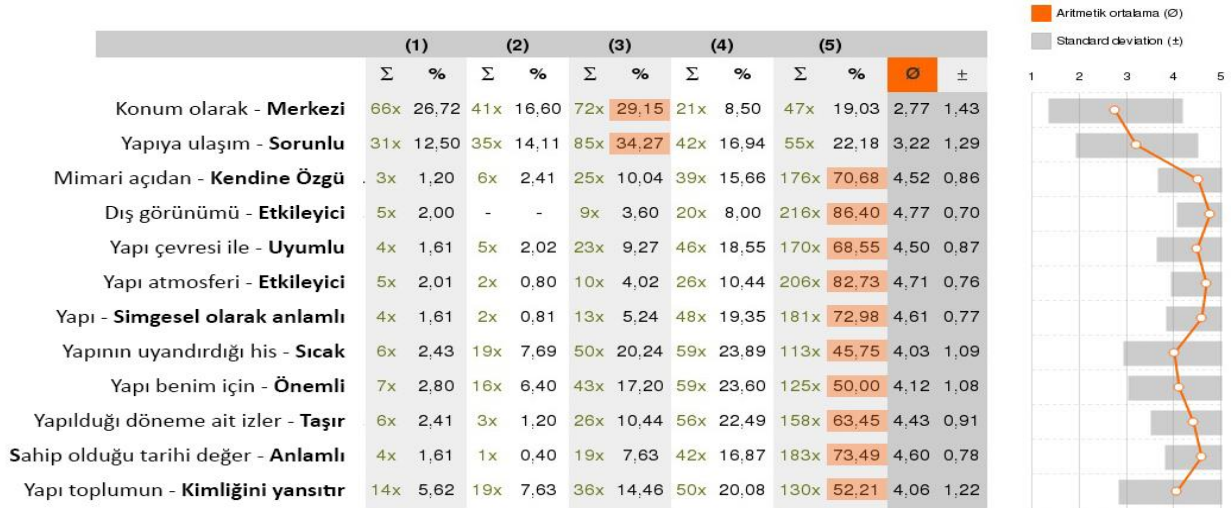 Aritmetik ortalama (Ø)
Standard deviation (±)
(1) (2) (3) (4) (5)
Σ % Σ % Σ % Σ % Σ % Ø ± 1 2 3 4 5
Konum olarak - Merkezi 66x 26,72 41x 16,60 72x 29,15 21x 8,50 47x 19,03 2,77 1,43
Yapıya ulaşım - Sorunlu 31x 12,50 35x 14,11 85x 34,27 42x 16,94 55x 22,18 3,22 1,29
Mimari açıdan - Kendine Özgü 3x 1,20 6x 2,41 25x 10,04 39x 15,66 176x 70,68 4,52 0,86
Dış görünümü - Etkileyici 5x 2,00 - - 9x 3,60 20x 8,00 216x 86,40 4,77 0,70
Yapı çevresi ile - Uyumlu 4x 1,61 5x 2,02 23x 9,27 46x 18,55 170x 68,55 4,50 0,87
Yapı atmosferi - Etkileyici 5x 2,01 2x 0,80 10x 4,02 26x 10,44 206x 82,73 4,71 0,76
Yapı - Simgesel olarak anlamlı 4x 1,61 2x 0,81 13x 5,24 48x 19,35 181x 72,98 4,61 0,77
Yapının uyandırdığı his - Sıcak 6x 2,43 19x 7,69 50x 20,24 59x 23,89 113x 45,75 4,03 1,09
Yapı benim için - Önemli 7x 2,80 16x 6,40 43x 17,20 59x 23,60 125x 50,00 4,12 1,08
Yapıldığı döneme ait izler - Taşır 6x 2,41 3x 1,20 26x 10,44 56x 22,49 158x 63,45 4,43 0,91
Sahip olduğu tarihi değer - Anlamlı 4x 1,61 1x 0,40 19x 7,63 42x 16,87 183x 73,49 4,60 0,78
Yapı toplumun - Kimliğini yansıtır 14x 5,62 19x 7,63 36x 14,46 50x 20,08 130x 52,21 4,06 1,22